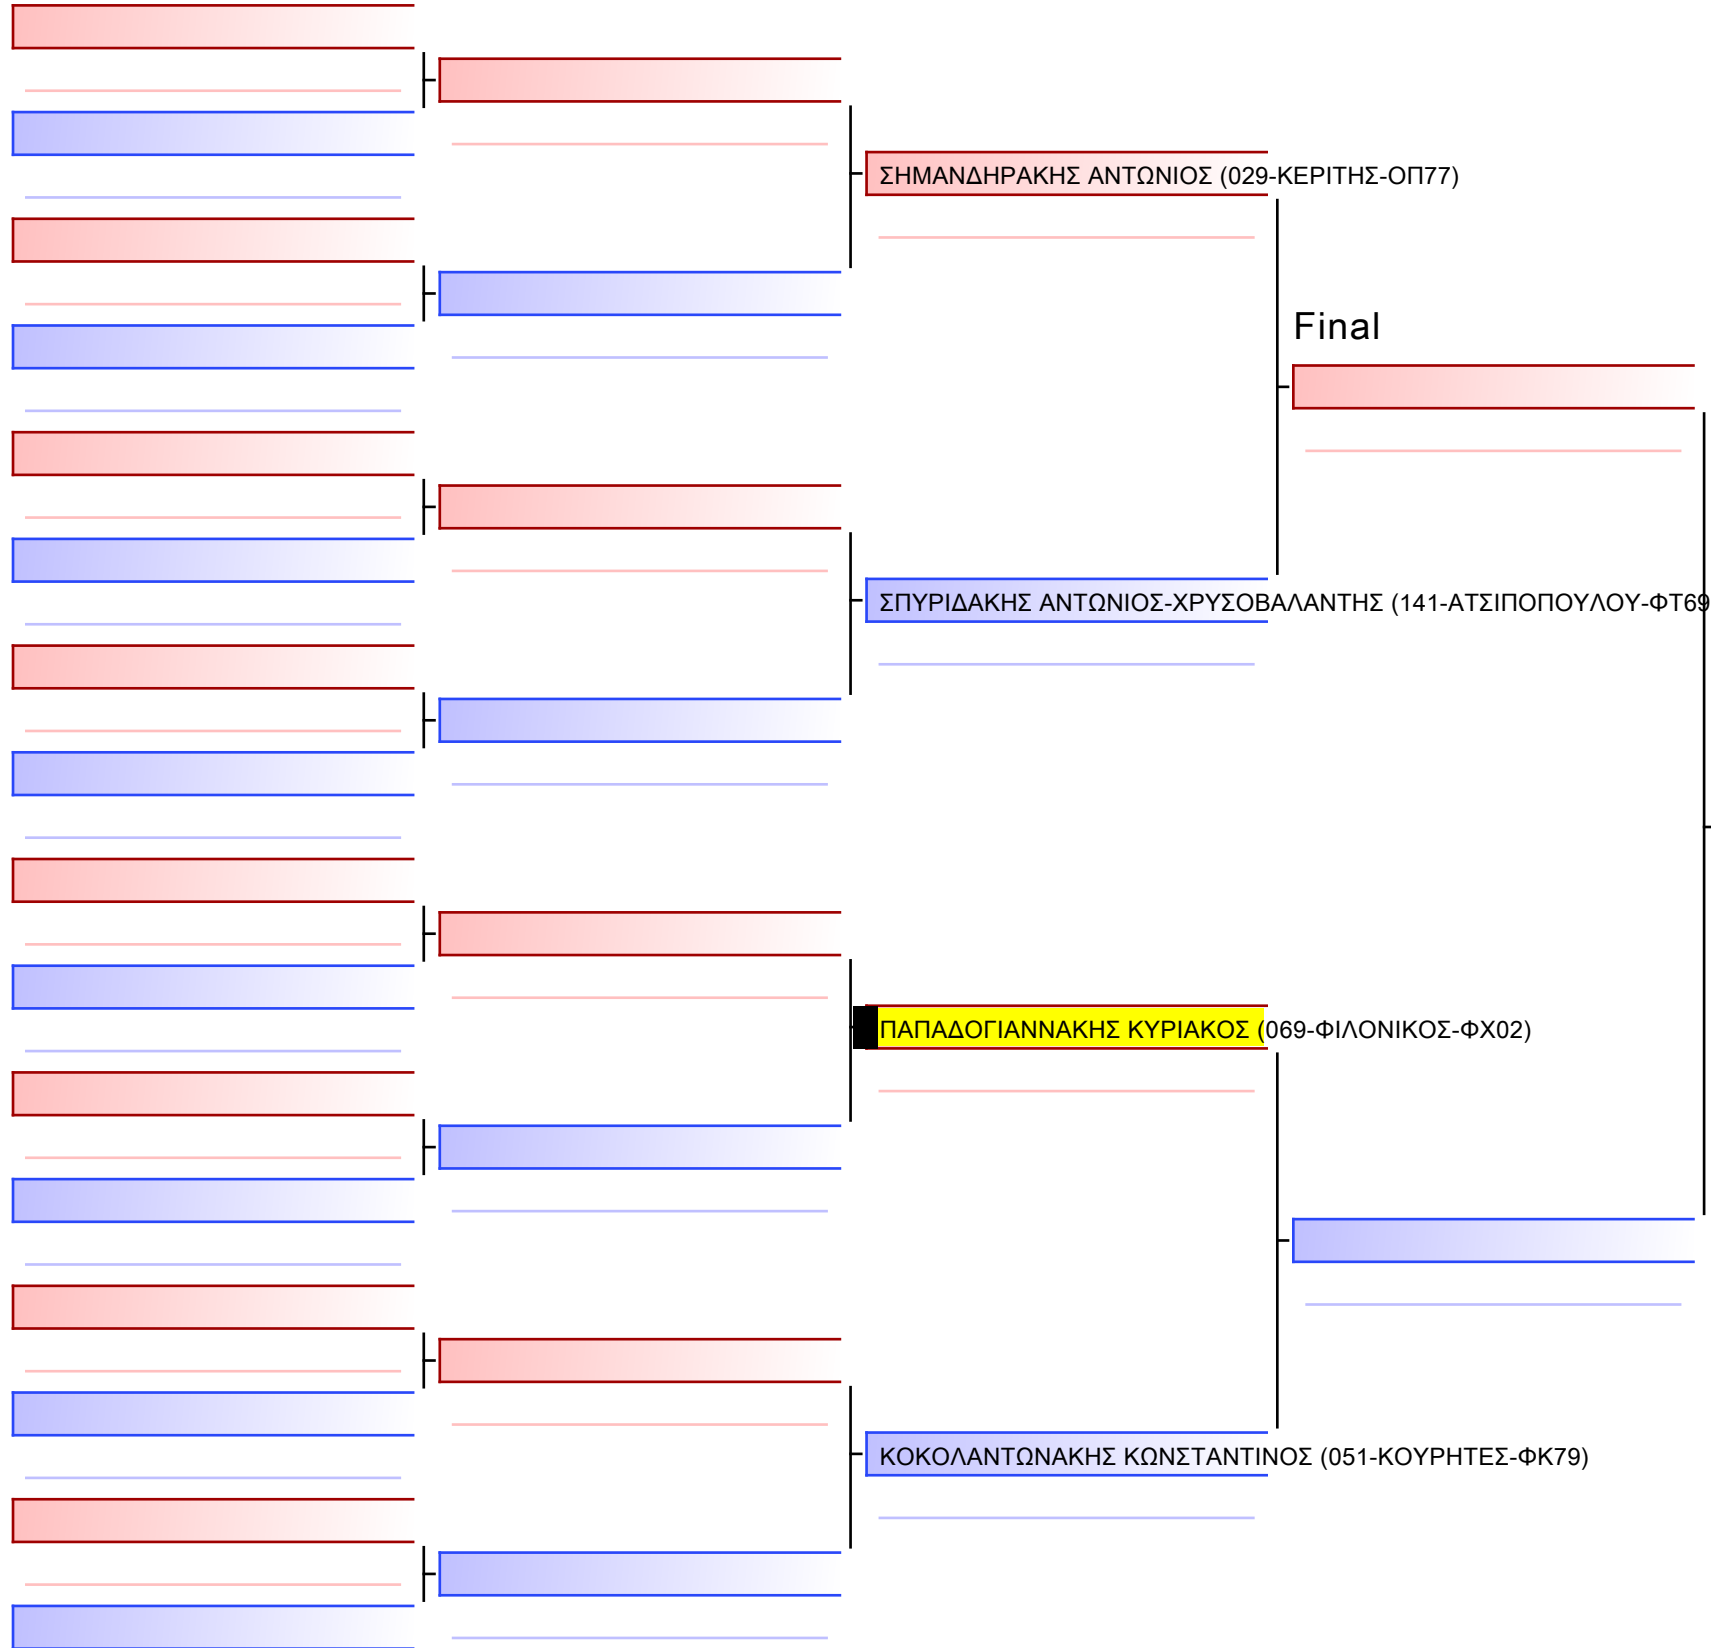 ΣΗΜΑΝΔΗΡΑΚΗΣ ΑΝΤΩΝΙΟΣ (029-ΚΕΡΙΤΗΣ-ΟΠ77)
Final
ΣΠΥΡΙΔΑΚΗΣ ΑΝΤΩΝΙΟΣ-ΧΡΥΣΟΒΑΛΑΝΤΗΣ (141-ΑΤΣΙΠΟΠΟΥΛΟΥ-ΦΤ69
ΠΑΠΑΔΟΓΙΑΝΝΑΚΗΣ ΚΥΡΙΑΚΟΣ (069-ΦΙΛΟΝΙΚΟΣ-ΦΧ02)
ΚΟΚΟΛΑΝΤΩΝΑΚΗΣ ΚΩΝΣΤΑΝΤΙΝΟΣ (051-ΚΟΥΡΗΤΕΣ-ΦΚ79)